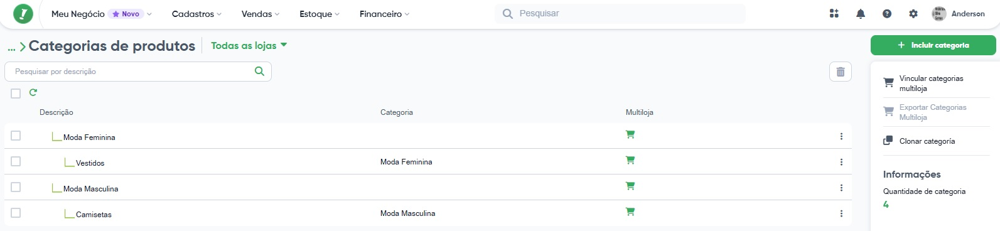 Meu Negócio Novo Cadastros Vendas Estoque Financeiro Pesquisar Anderson
... Categorias de produtos Todas as lojas
Incluir categoria
Pesquisar por descrição
Descrição Categoria Multiloja
Moda Feminina
Vestidos Moda Feminina
Moda Masculina
Camisetas Moda Masculina
Vincular categorias
multiloja
Exportar Categorias
Multiloja
Clonar categoría
Informações
Quantidade de categoria
4